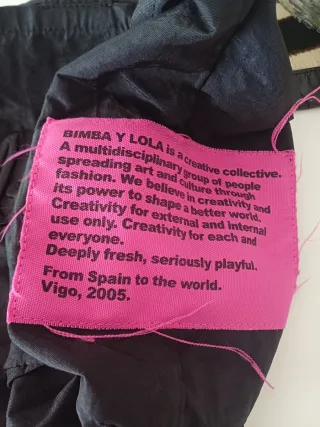 BIMBA Y LOLA is a creative collective.
A multidisciplinary group of people
spreading art and culture through
fashion. We believe in creativity and
its power to shape a better world.
Creativity for external and internal
use only. Creativity for each and
everyone.
Deeply fresh, seriously playful.
From Spain to the world.
Vigo, 2005.